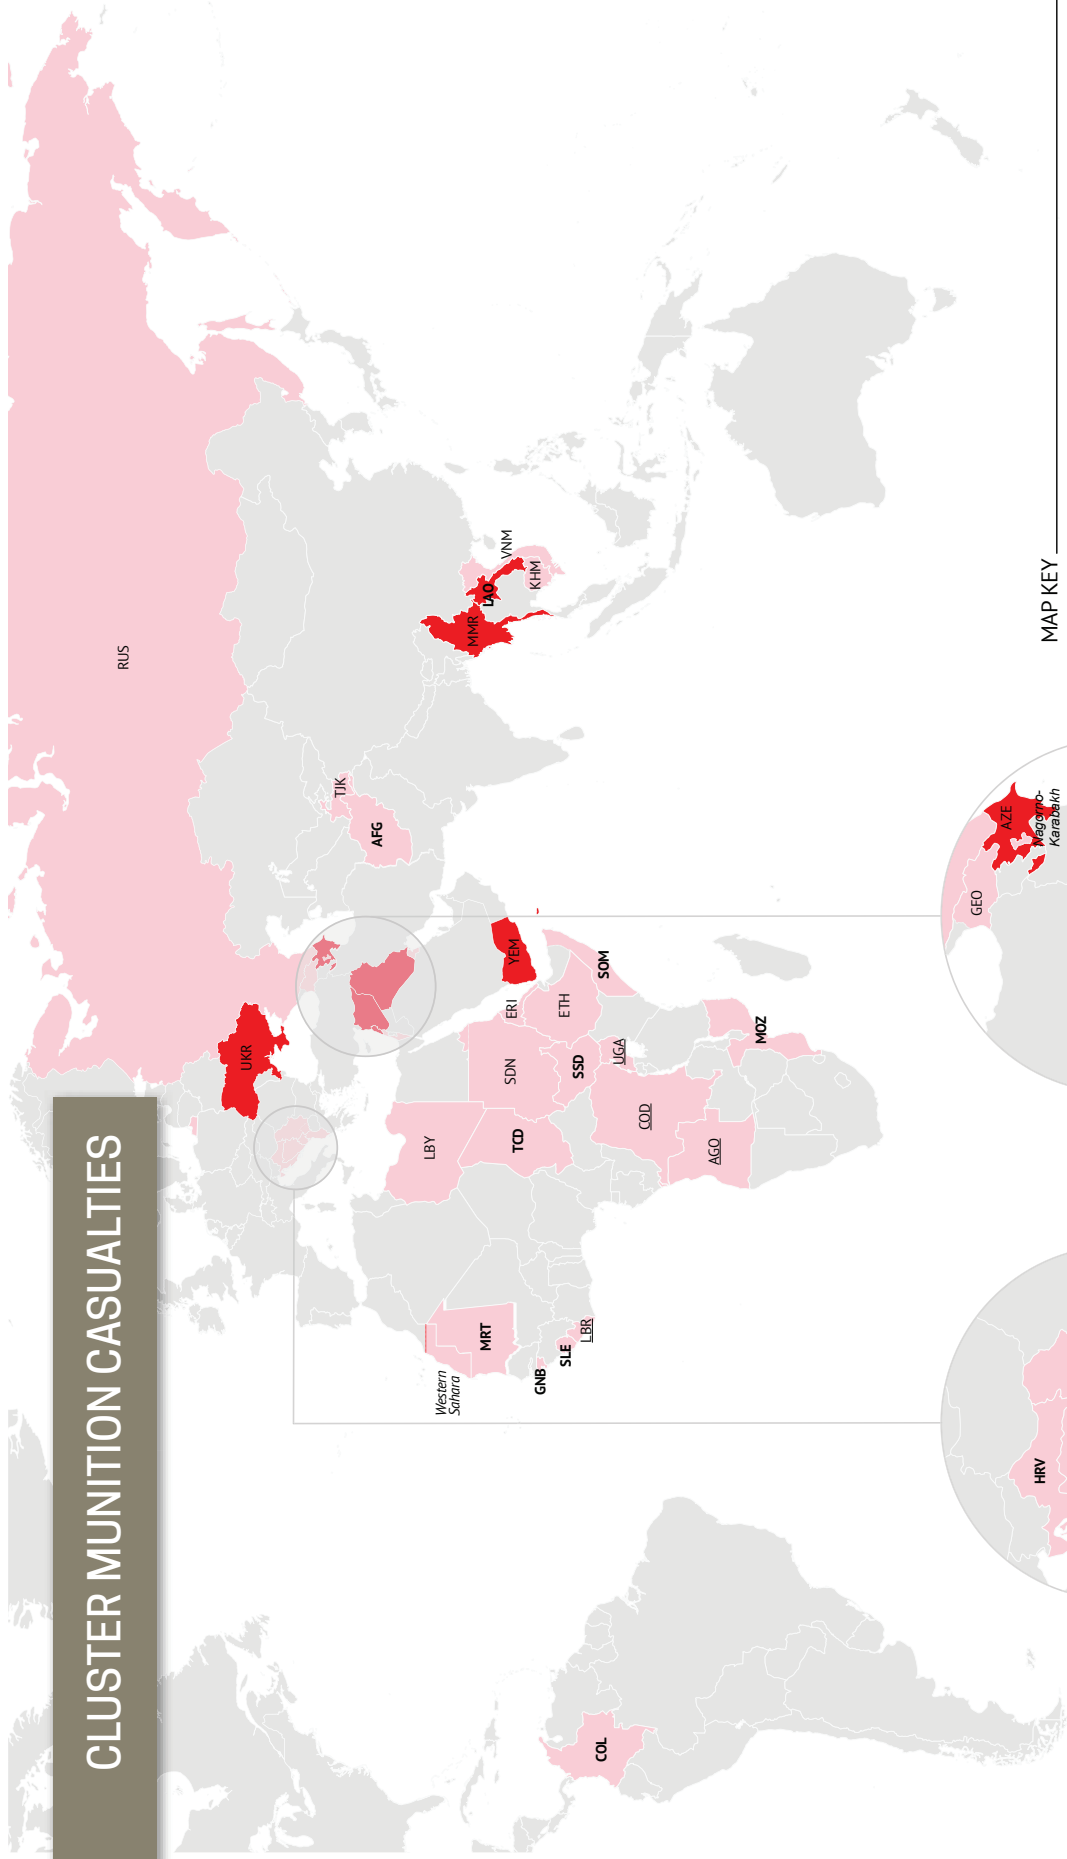 CLUSTER MUNITION CASUALTIES
RUS
UKR
TJK
AFG
LBY
Western
Sahara
MRT
MMR
LAO
VNM
KHM
YEM
ERI
ETH
SDN
TCD
SSD
SOM
GNB
SLE
LBR
UGA
COD
AGO
MOZ
COL
GEO
AZE
Nagorno-
Karabakh
HRV
MAP KEY